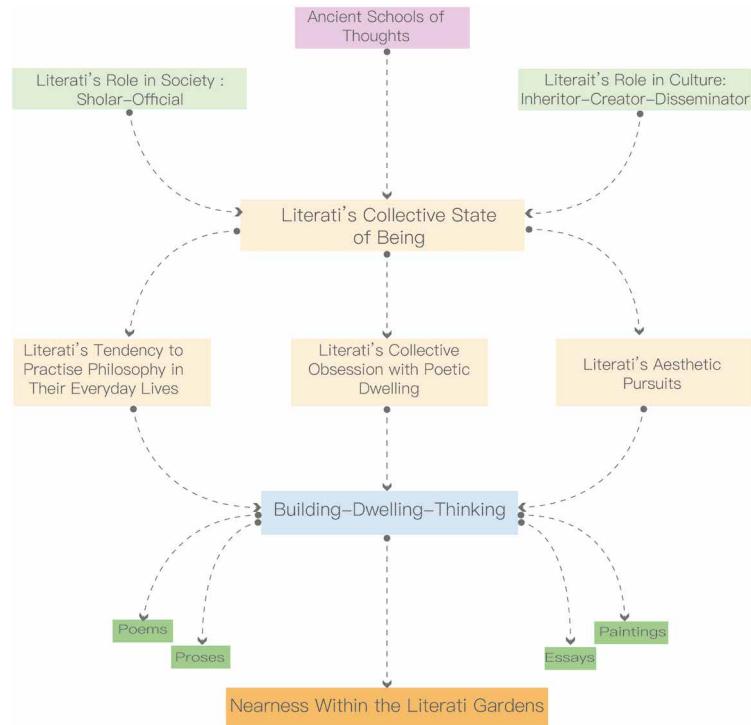 Ancient Schools of
Thoughts
Literati's Role in Society :
Sholar-Official
Literait's Role in Culture:
Inheritor-Creator-Disseminator
Literati's Collective State
of Being
Literati's Tendency to
Practise Philosophy in
Their Everyday Lives
Literati's Collective
Obsession with Poetic
Dwelling
Literati's Aesthetic
Pursuits
Building-Dwelling-Thinking
Poems
Proses
Essays
Paintings
Nearness Within the Literati Gardens